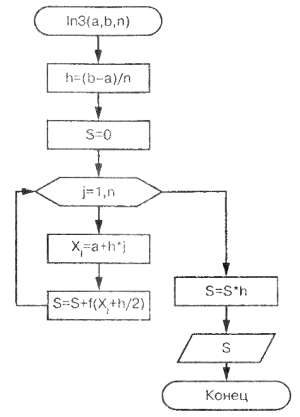 In3(a,b,n)
h=(b-a)/n
S=0
j=1,n
Xⱼ=a+h*j
S=S+f(Xⱼ+h/2)
S=S*h
S
Конец